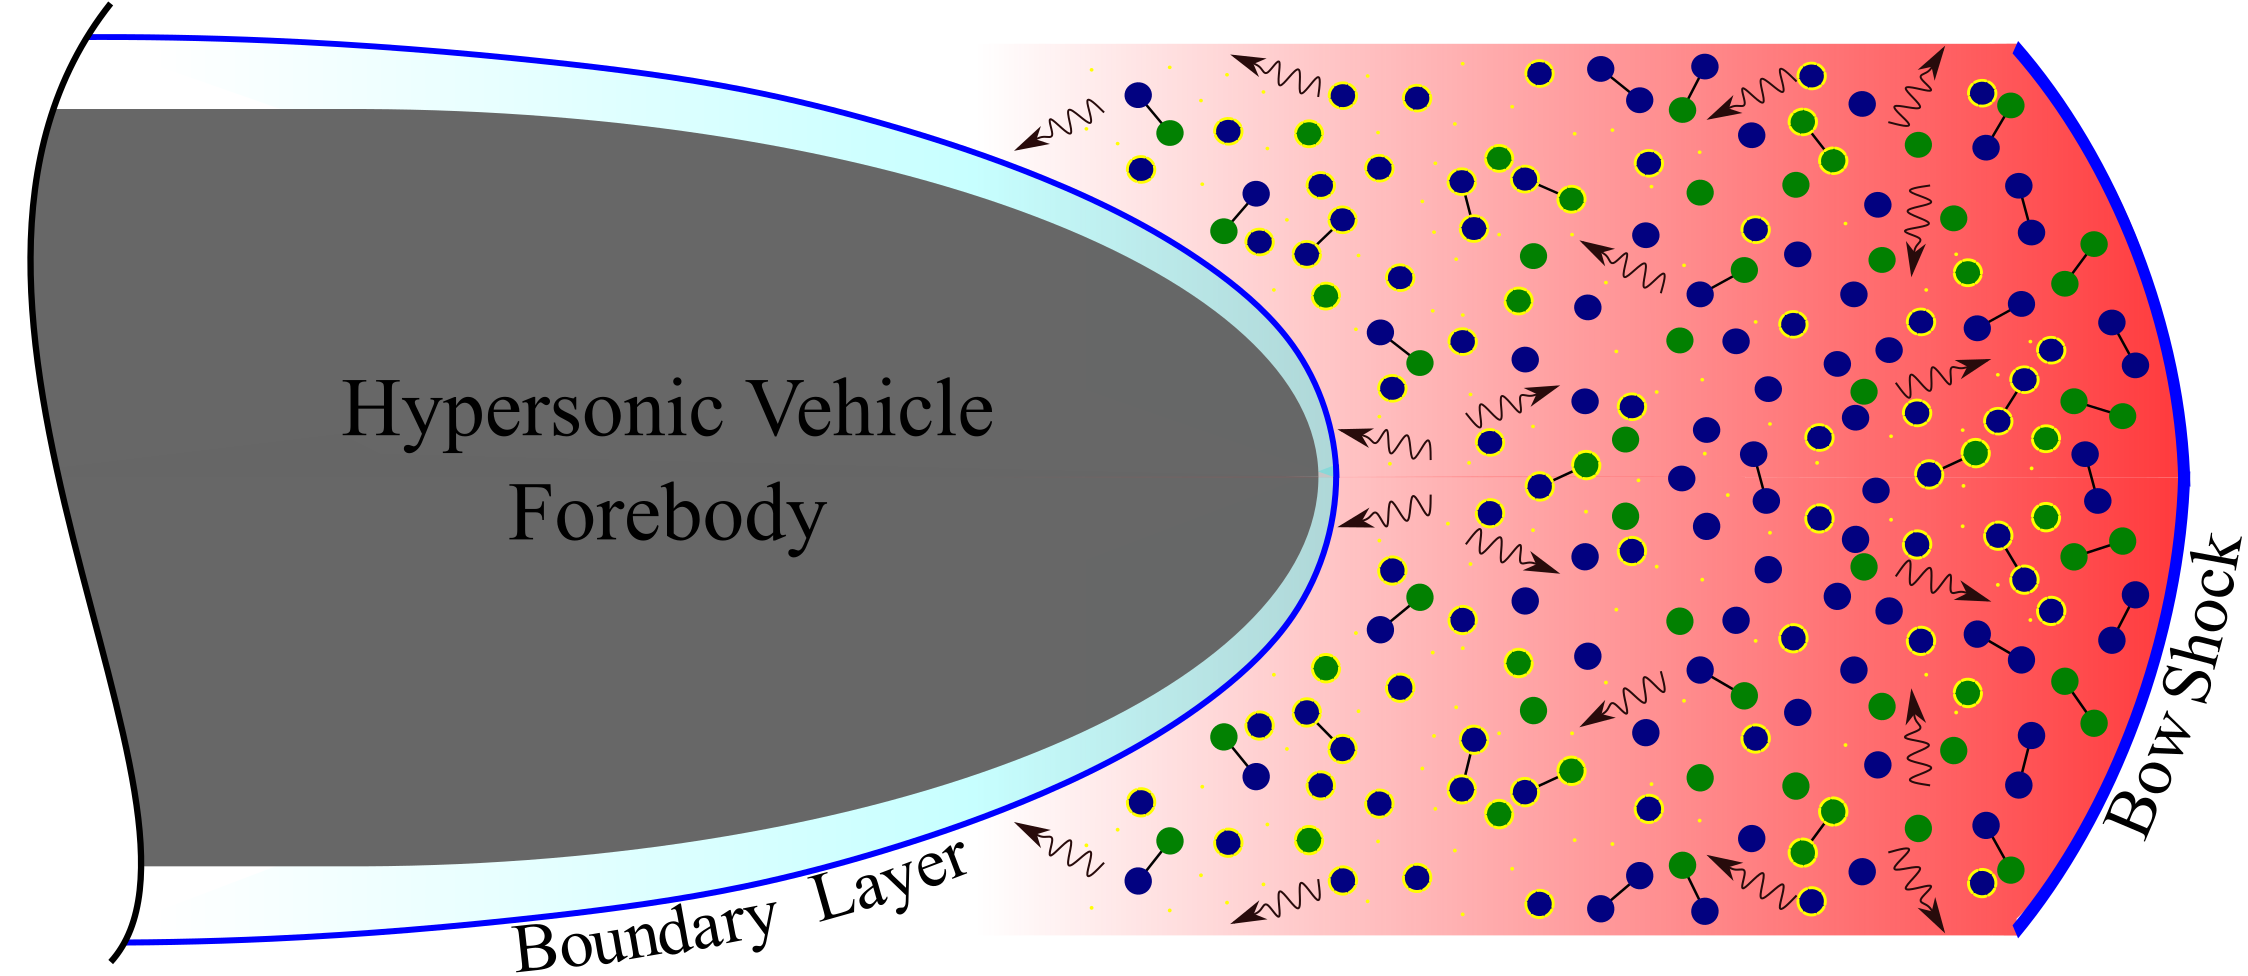 Hypersonic Vehicle
Forebody
Boundary Layer
Bow Shock